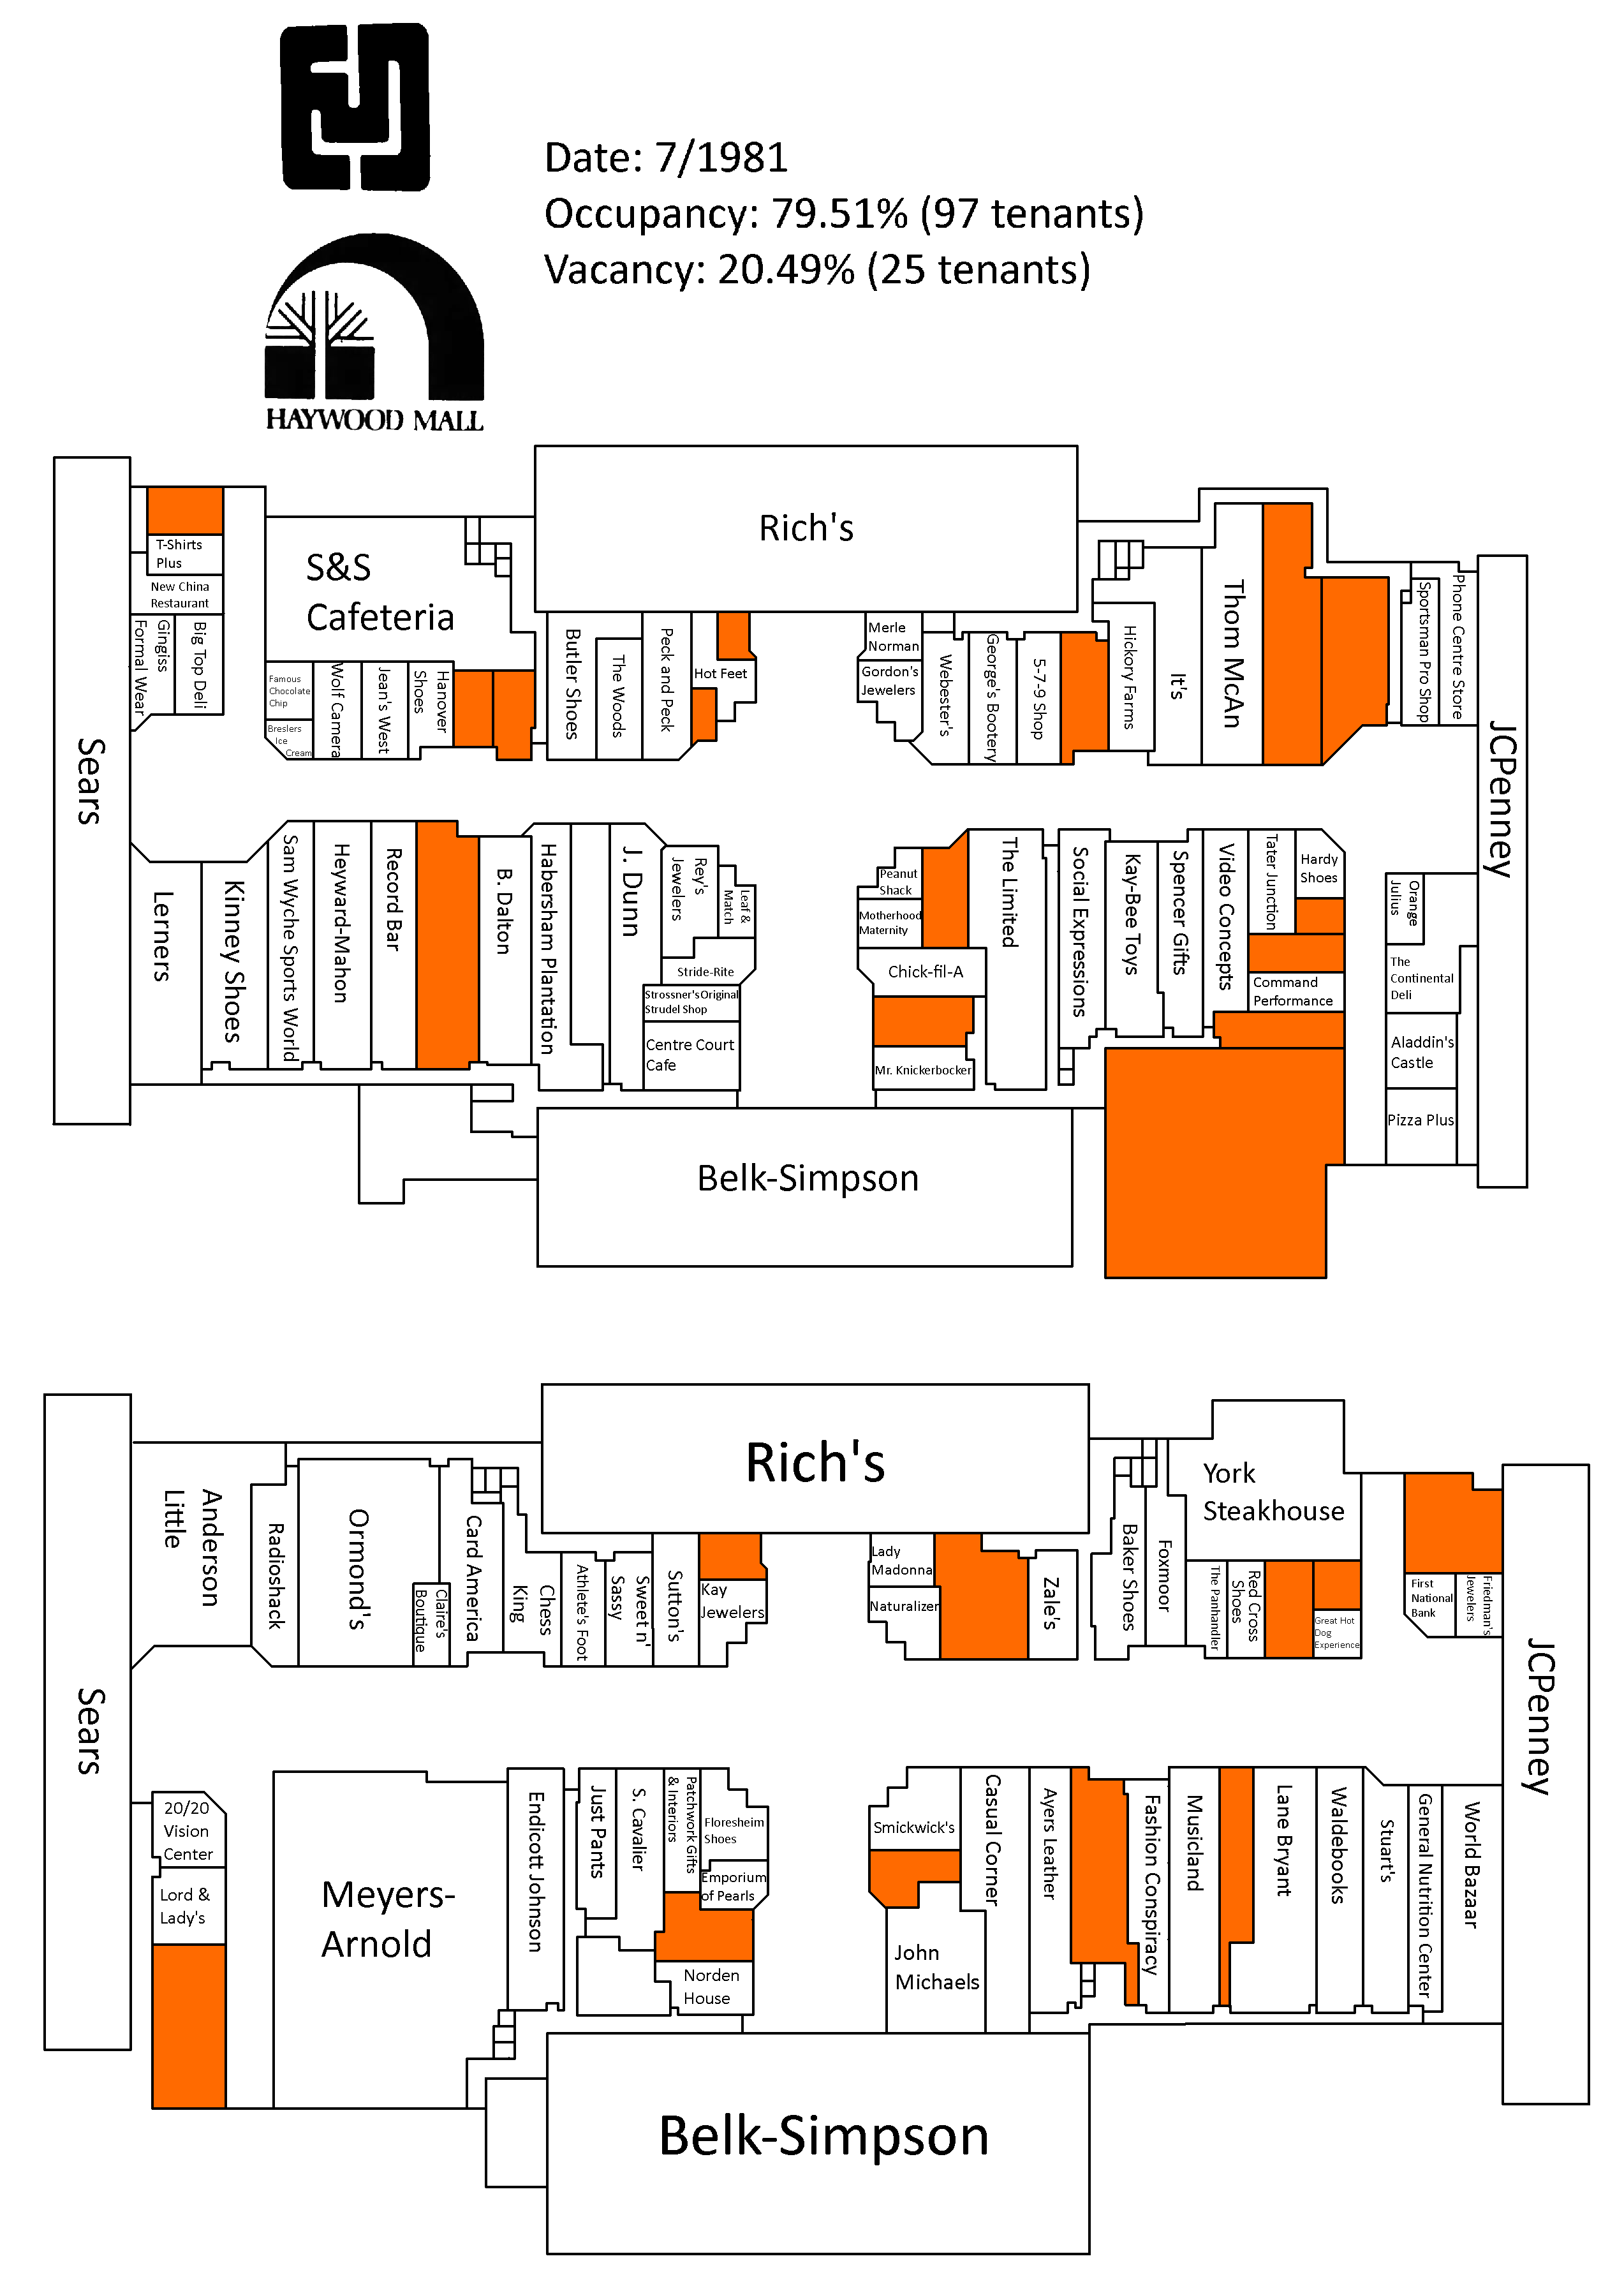 HAYWOOD MALL
Date: 7/1981
Occupancy: 79.51% (97 tenants)
Vacancy: 20.49% (25 tenants)
Sears
T-Shirts
Plus
New China
Restaurant
Gingiss
Formal Wear
Big Top Deli
S&S
Cafeteria
Famous
Chocolate
Chip
Breslers
Ice
Cream
Wolf Camera
Jean's West
Hanover
Shoes
Rich's
Butler Shoes
The Woods
Peck and Peck
Hot Feet
Merle
Norman
Gordon's
Jewelers
Webester's
George's Bootery
5-7-9 Shop
Hickory Farms
It's
Thom McAn
Sportsman Pro Shop
Phone Centre Store
JCPenney
Lerners
Kinney Shoes
Sam Wyche Sports World
Heyward-Mahon
Record Bar
B. Dalton
Habersham Plantation
J. Dunn
Rey's
Jewelers
Leaf &
Match
Stride-Rite
Strossner's Original
Strudel Shop
Centre Court
Cafe
Peanut
Shack
Motherhood
Maternity
Chick-fil-A
Mr. Knickerbocker
The Limited
Social Expressions
Kay-Bee Toys
Spencer Gifts
Video Concepts
Tater Junction
Hardy
Shoes
Command
Performance
Orange
Julius
The
Continental
Deli
Aladdin's
Castle
Pizza Plus
Belk-Simpson
Sears
Anderson
Little
Radioshack
Ormond's
Claire's
Boutique
Card America
Chess
King
Athlete's Foot
Sweet n'
Sassy
Sutton's
Rich's
Kay
Jewelers
Lady
Madonna
Naturalizer
Zale's
Baker Shoes
Foxmoor
York
Steakhouse
The Panhandler
Red Cross
Shoes
Great Hot
Dog
Experience
First
National
Bank
Friedman's
Jewelers
JCPenney
20/20
Vision
Center
Lord &
Lady's
Meyers-
Arnold
Endicott Johnson
Just Pants
S. Cavalier
Patchwork Gifts
& Interiors
Floresheim
Shoes
Emporium
of Pearls
Norden
House
Smickwick's
John
Michaels
Casual Corner
Ayers Leather
Fashion Conspiracy
Musicland
Lane Bryant
Waldebooks
Stuart's
General Nutrition Center
World Bazaar
Belk-Simpson